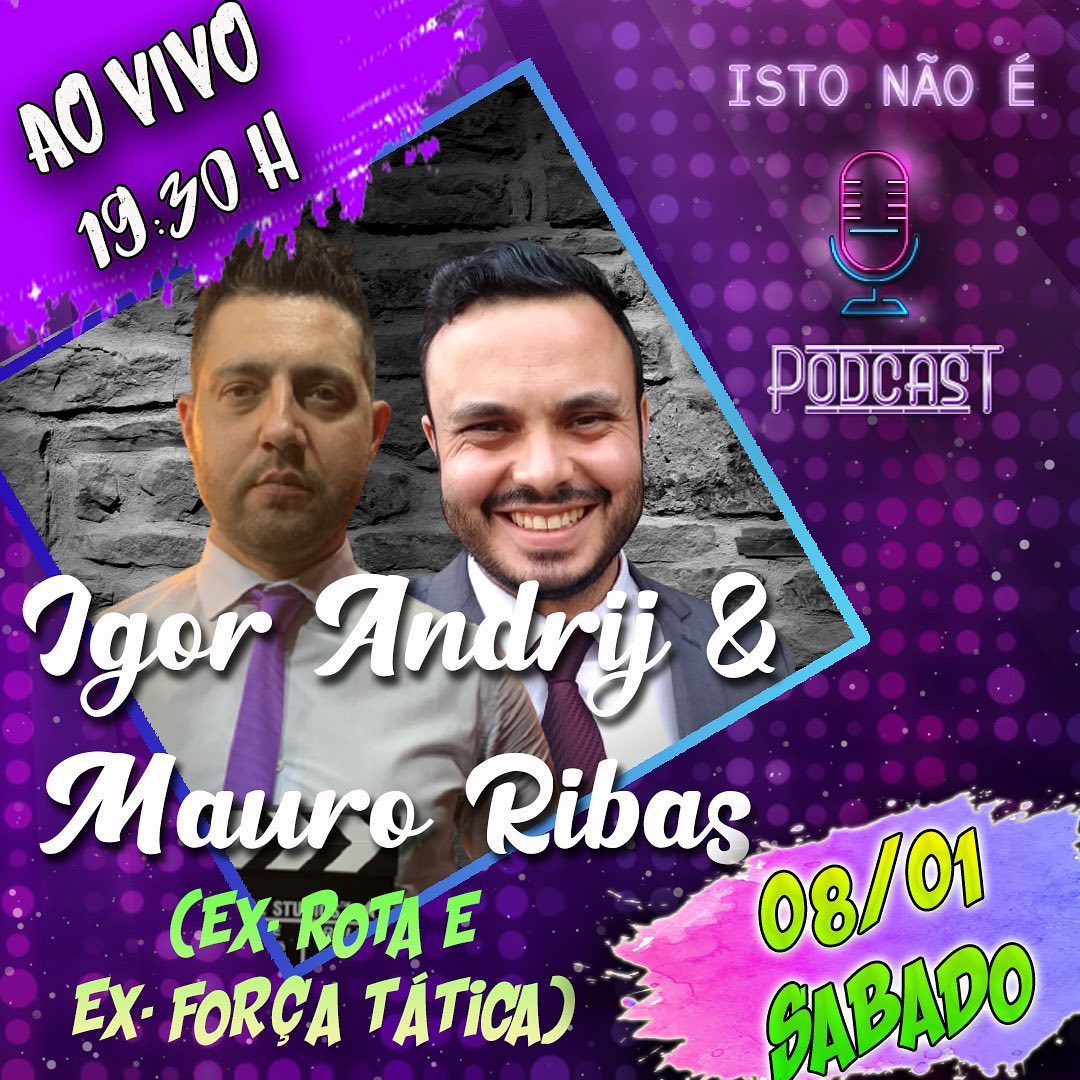 AO VIVO
19:30 H
ISTO NÃO É
PODCAST
Igor Andrij &
Mauro Ribas
(EX- ROTA E
EX- FORÇA TÁTICA)
08/01
SABADO